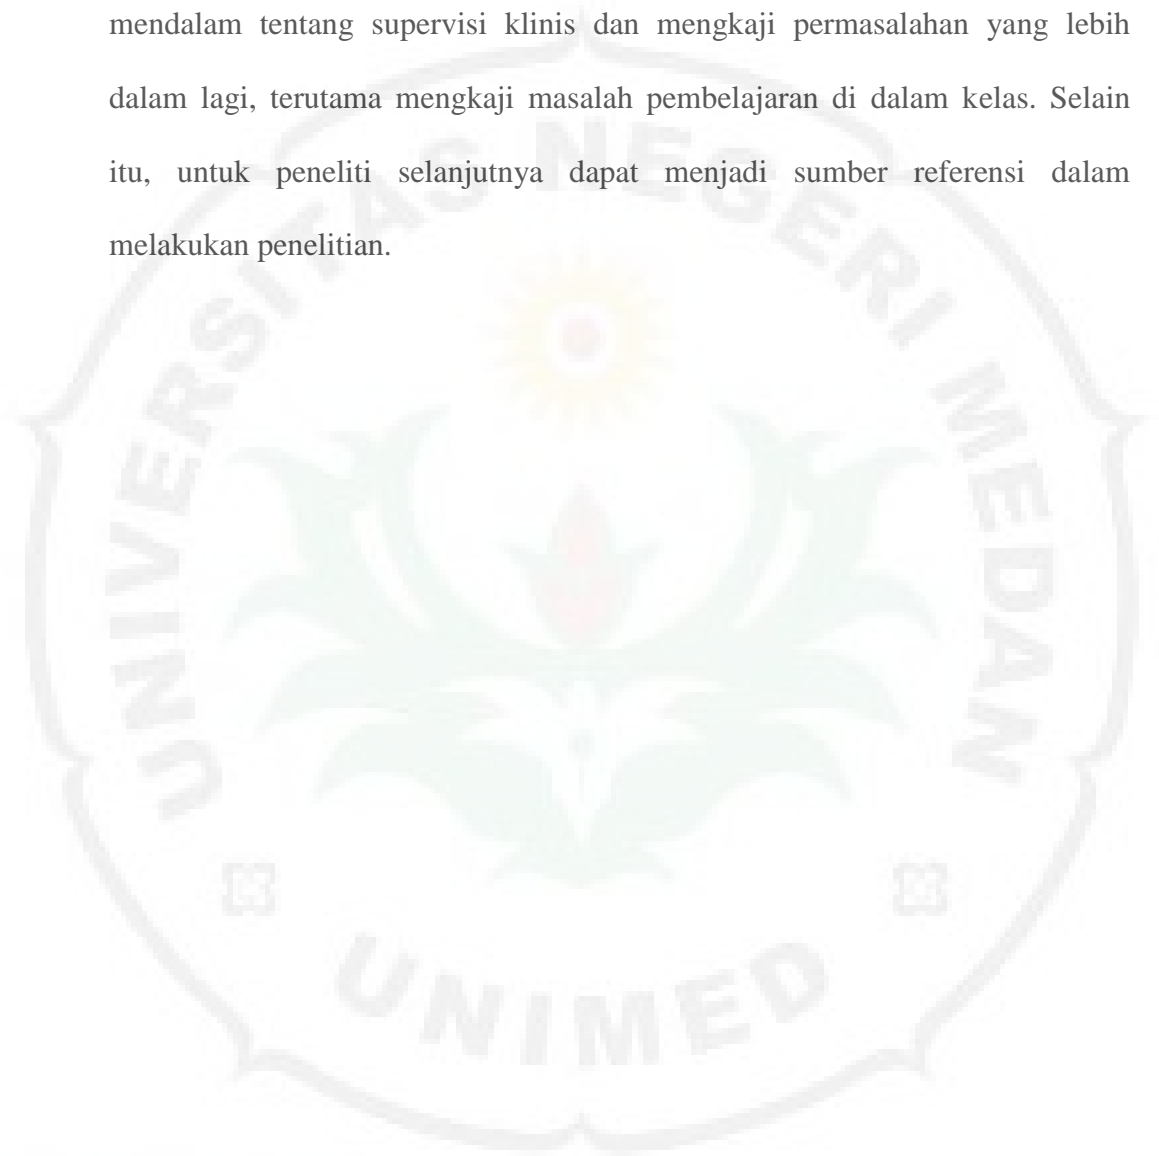 mendalam tentang supervisi klinis dan mengkaji permasalahan yang lebih
dalam lagi, terutama mengkaji masalah pembelajaran di dalam kelas. Selain
itu, untuk peneliti selanjutnya dapat menjadi sumber referensi dalam
melakukan penelitian.
UNIVERSITAS NEGERI MEDAN
UNIMED